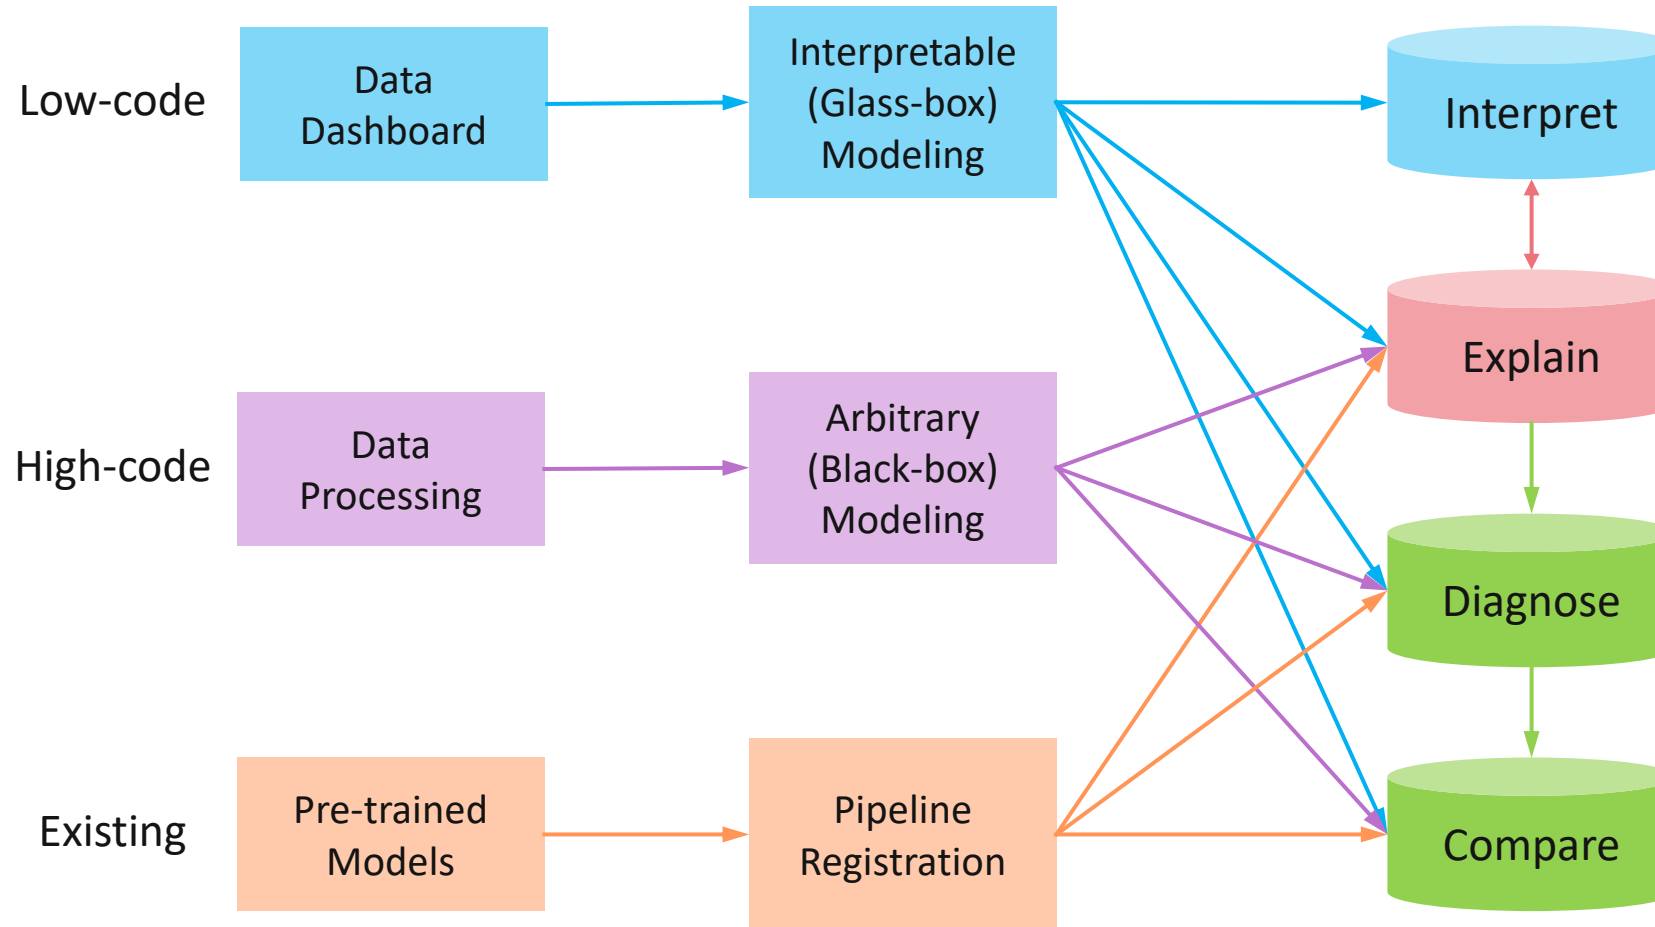 Low-code
Data
Dashboard
Interpretable
(Glass-box)
Modeling
Interpret
Explain
High-code
Data
Processing
Arbitrary
(Black-box)
Modeling
Diagnose
Existing
Pre-trained
Models
Pipeline
Registration
Compare